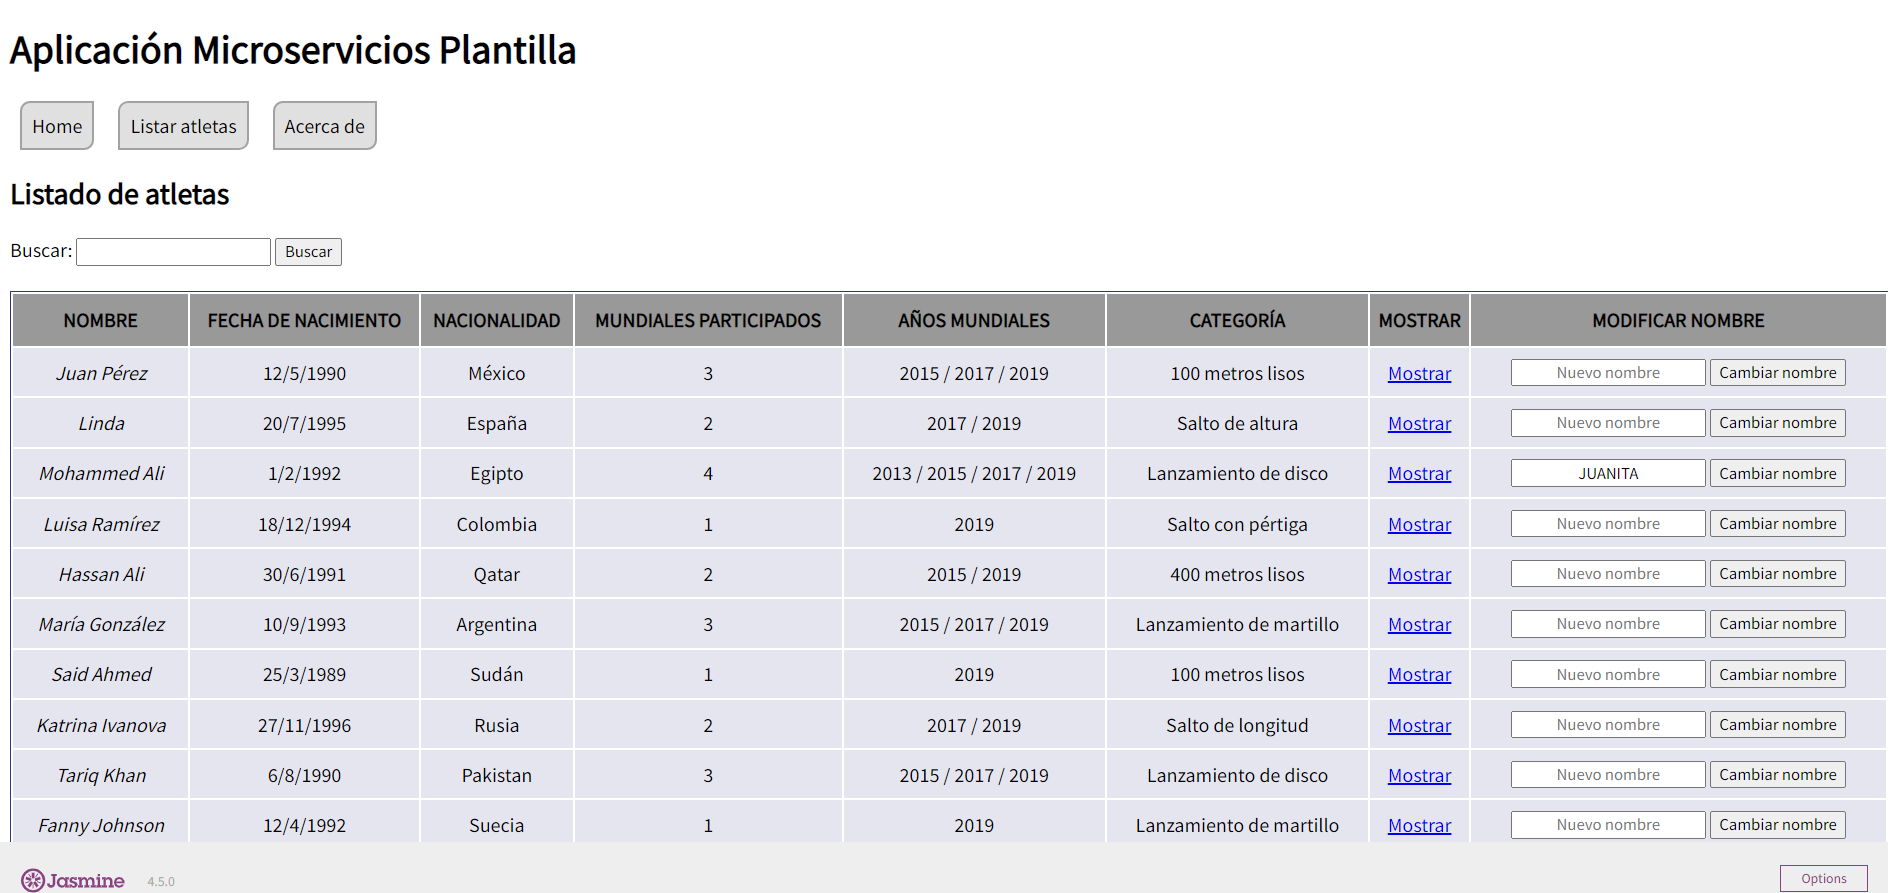 Aplicación Microservicios Plantilla
Home Listar atletas Acerca de
Listado de atletas
Buscar: Buscar
NOMBRE FECHA DE NACIMIENTO NACIONALIDAD MUNDIALES PARTICIPADOS AÑOS MUNDIALES CATEGORÍA MOSTRAR MODIFICAR NOMBRE
Juan Pérez 12/5/1990 México 3 2015 / 2017 / 2019 100 metros lisos Mostrar Nuevo nombre Cambiar nombre
Linda 20/7/1995 España 2 2017 / 2019 Salto de altura Mostrar Nuevo nombre Cambiar nombre
Mohammed Ali 1/2/1992 Egipto 4 2013 / 2015 / 2017 / 2019 Lanzamiento de disco Mostrar JUANITA Cambiar nombre
Luisa Ramírez 18/12/1994 Colombia 1 2019 Salto con pértiga Mostrar Nuevo nombre Cambiar nombre
Hassan Ali 30/6/1991 Qatar 2 2015 / 2019 400 metros lisos Mostrar Nuevo nombre Cambiar nombre
María González 10/9/1993 Argentina 3 2015 / 2017 / 2019 Lanzamiento de martillo Mostrar Nuevo nombre Cambiar nombre
Said Ahmed 25/3/1989 Sudán 1 2019 100 metros lisos Mostrar Nuevo nombre Cambiar nombre
Katrina Ivanova 27/11/1996 Rusia 2 2017 / 2019 Salto de longitud Mostrar Nuevo nombre Cambiar nombre
Tariq Khan 6/8/1990 Pakistan 3 2015 / 2017 / 2019 Lanzamiento de disco Mostrar Nuevo nombre Cambiar nombre
Fanny Johnson 12/4/1992 Suecia 1 2019 Lanzamiento de martillo Mostrar Nuevo nombre Cambiar nombre
Jasmine 4.5.0 Options